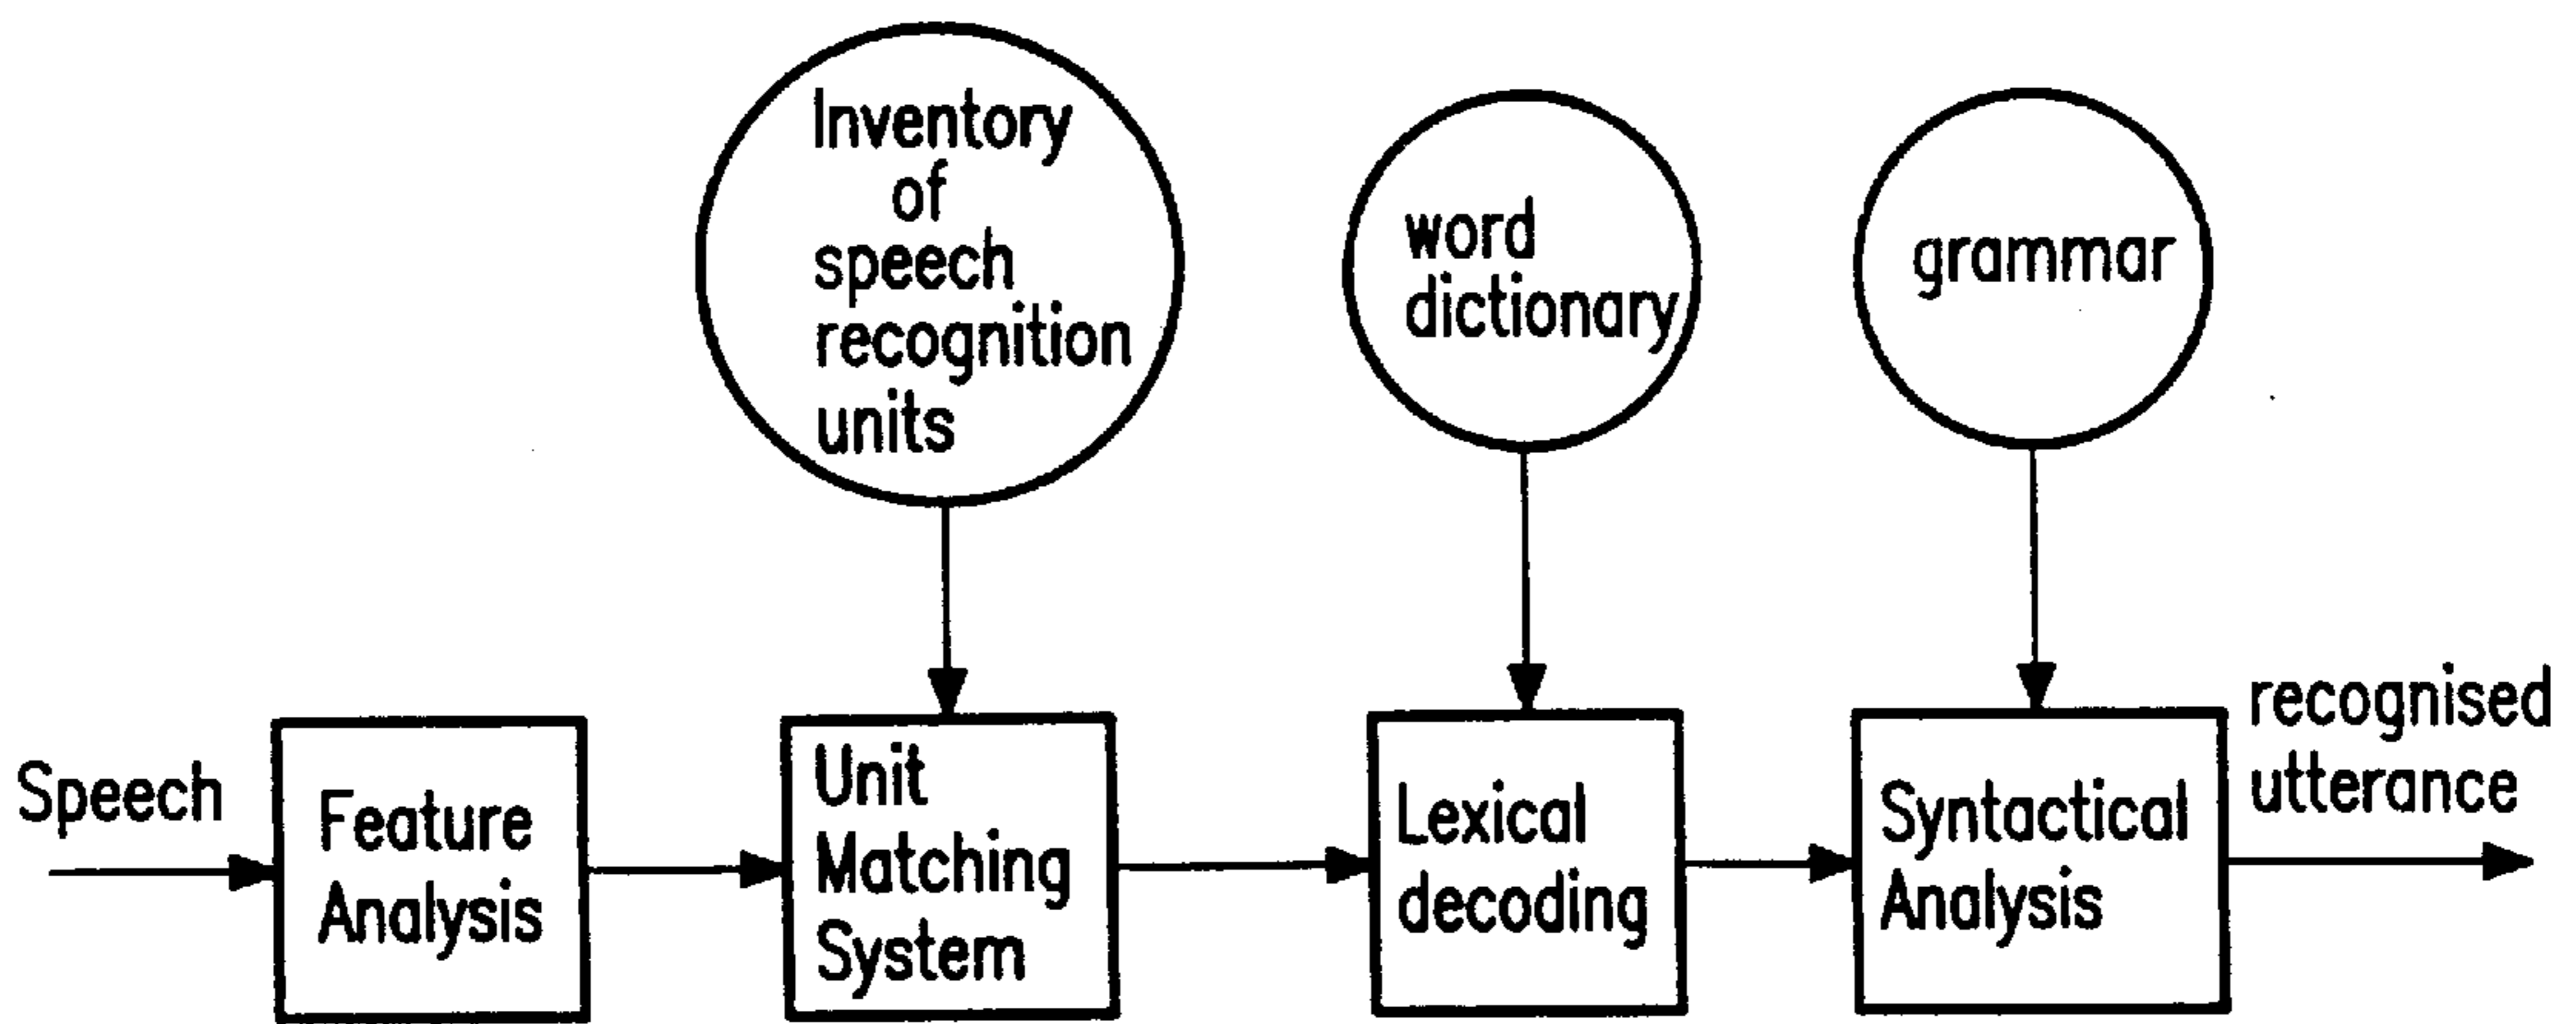 Inventory
of
speech
recognition
units
word
dictionary
grammar
Speech
Feature
Analysis
Unit
Matching
System
Lexical
decoding
Syntactical
Analysis
recognised
utterance